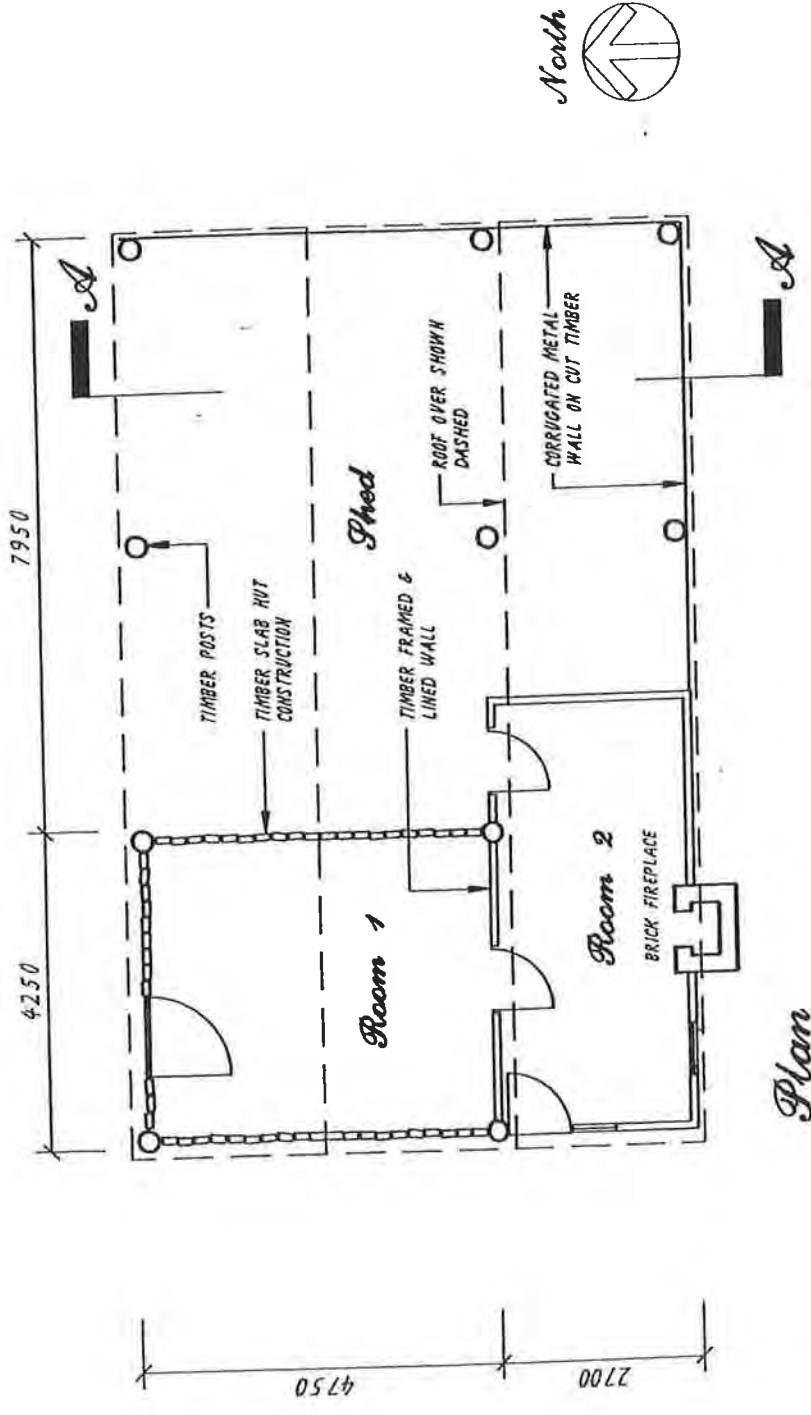 7950
4250
A
TIMBER POSTS
TIMBER SLAB HUT
CONSTRUCTION
Shed
ROOF OVER SHOWN
DASHED
TIMBER FRAMED &
LINED WALL
CORRUGATED METAL
WALL ON CUT TIMBER
Room 1
Room 2
BRICK FIREPLACE
A
4750
2700
Plan
North